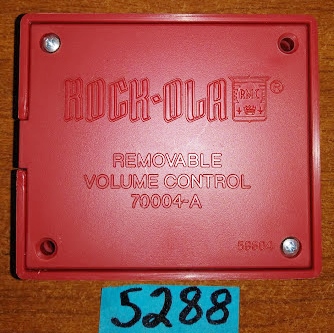 ROCK-OLA ®
REMOVABLE
VOLUME CONTROL
70004-A
5288